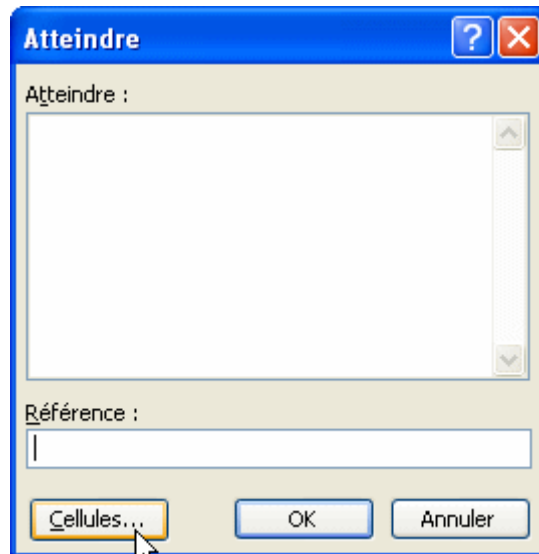 Atteindre
?
Atteindre :
Référence :
Cellules...
OK
Annuler